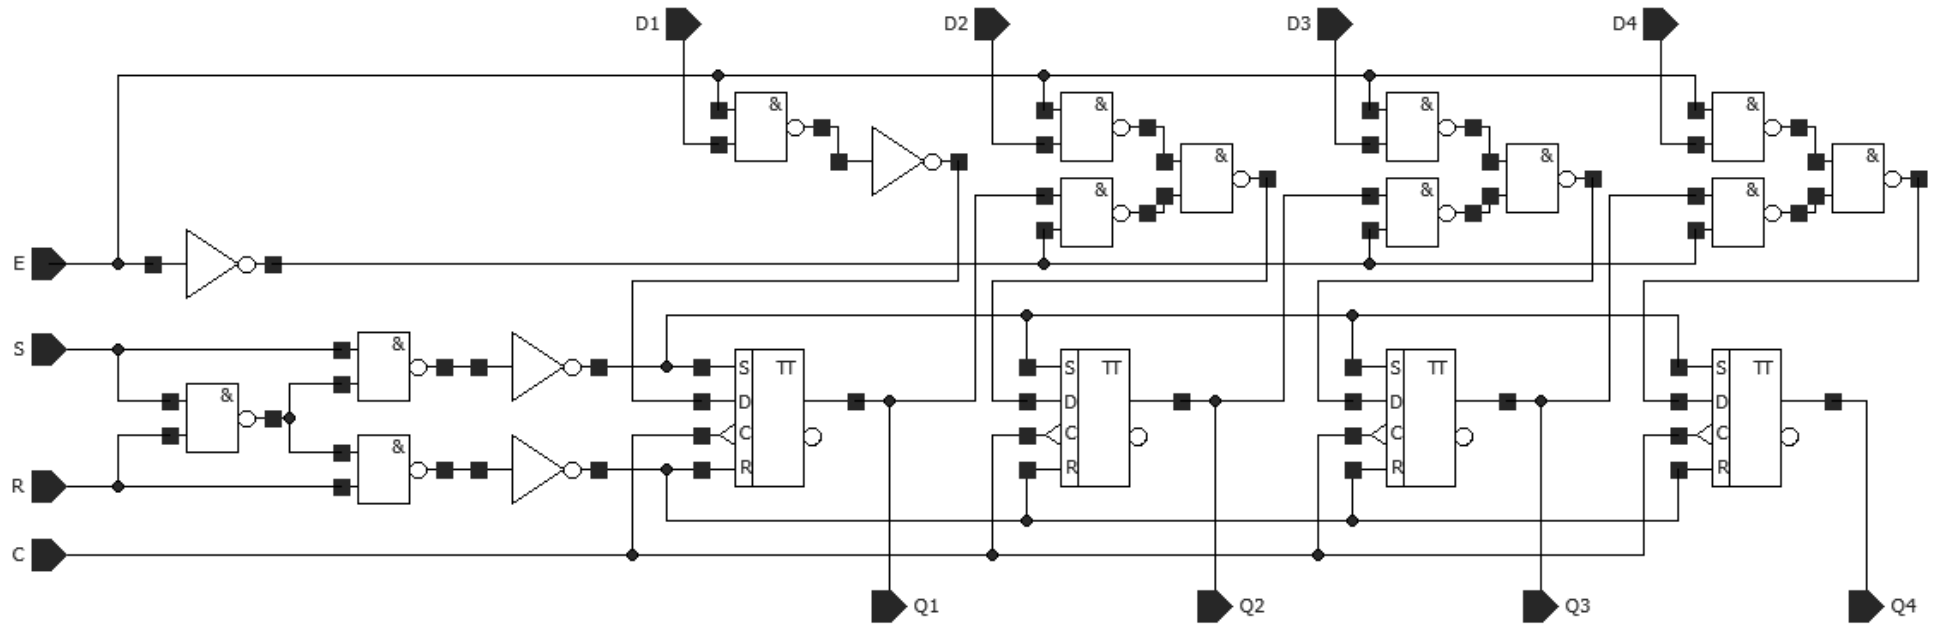 D1 D2 D3 D4
& & & &
& & & & & &
E
S & S TT S TT S TT S TT
& D D D D
C C C C
R & R R R R
C
Q1 Q2 Q3 Q4